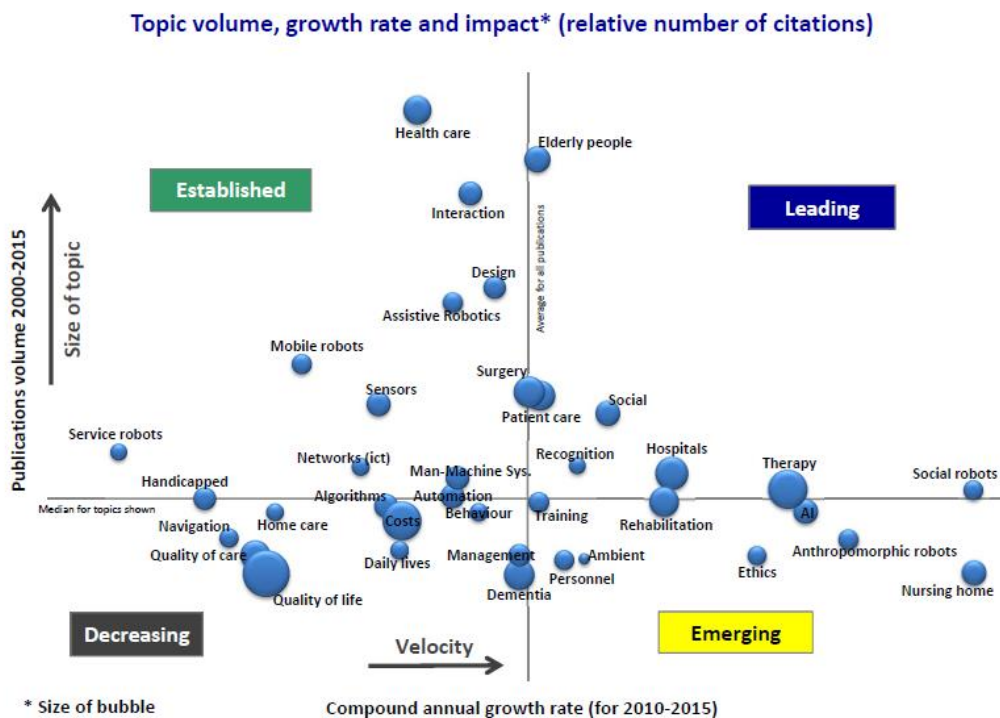 Topic volume, growth rate and impact* (relative number of citations)
Health care
Elderly people
Established
Interaction
Leading
Publications volume 2000-2015
Size of topic
Average for all publications
Design
Assistive Robotics
Mobile robots
Sensors
Surgery
Patient care
Social
Service robots
Networks (ict)
Man-Machine Sys.
Recognition
Hospitals
Therapy
Social robots
Handicapped
Algorithms
Automation
Median for topics shown
Navigation
Home care
Costs
Behaviour
Training
Rehabilitation
AI
Quality of care
Daily lives
Management
Ambient
Personnel
Anthropomorphic robots
Ethics
Dementia
Nursing home
Quality of life
Decreasing
Velocity
Emerging
* Size of bubble
Compound annual growth rate (for 2010-2015)